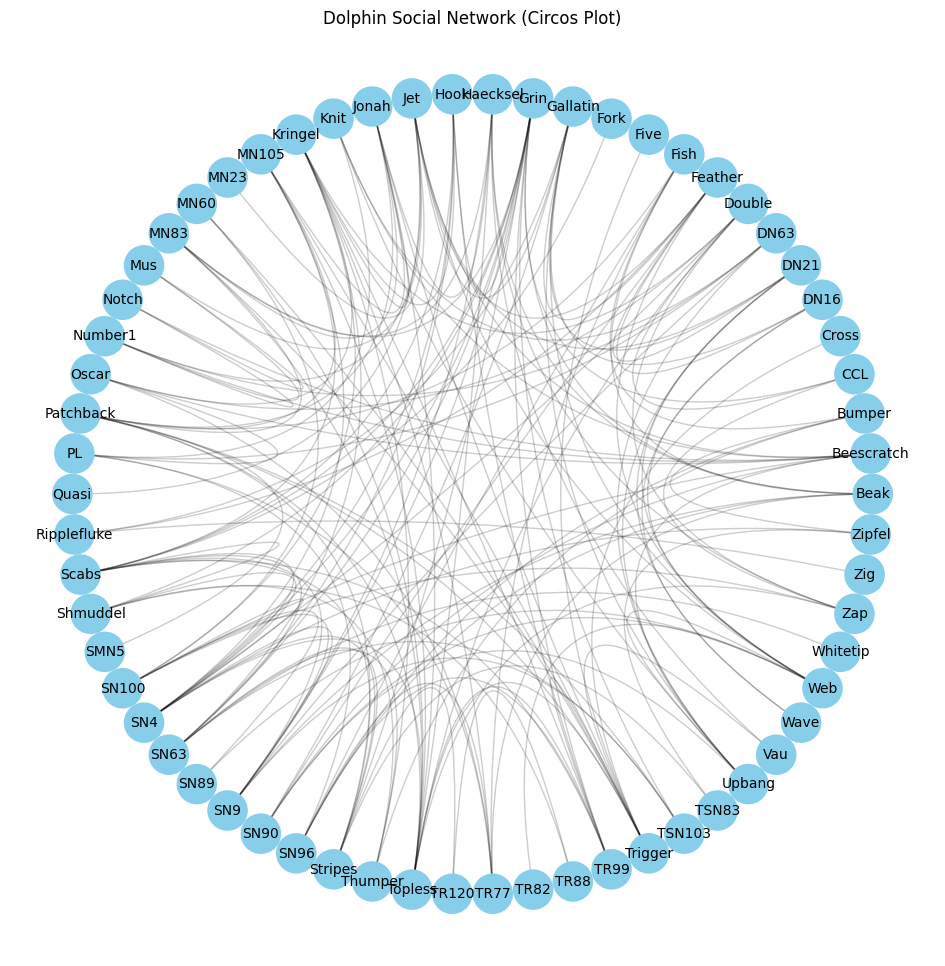 Dolphin Social Network (Circos Plot)
Beak
Beescratch
Bumper
CCL
Cross
DN16
DN21
DN63
Double
Feather
Fish
Five
Fork
Gallatin
Grin
Haecksel
Hook
Jet
Jonah
Knit
Kringel
MN105
MN23
MN60
MN83
Mus
Notch
Number1
Oscar
Patchback
PL
Quasi
Ripplefluke
Scabs
Shmuddel
SMN5
SN100
SN4
SN63
SN89
SN9
SN90
SN96
Stripes
Thumper
Topless
TR120
TR77
TR82
TR88
TR99
Trigger
TSN103
TSN83
Upbang
Vau
Wave
Web
Whitetip
Zap
Zig
Zipfel